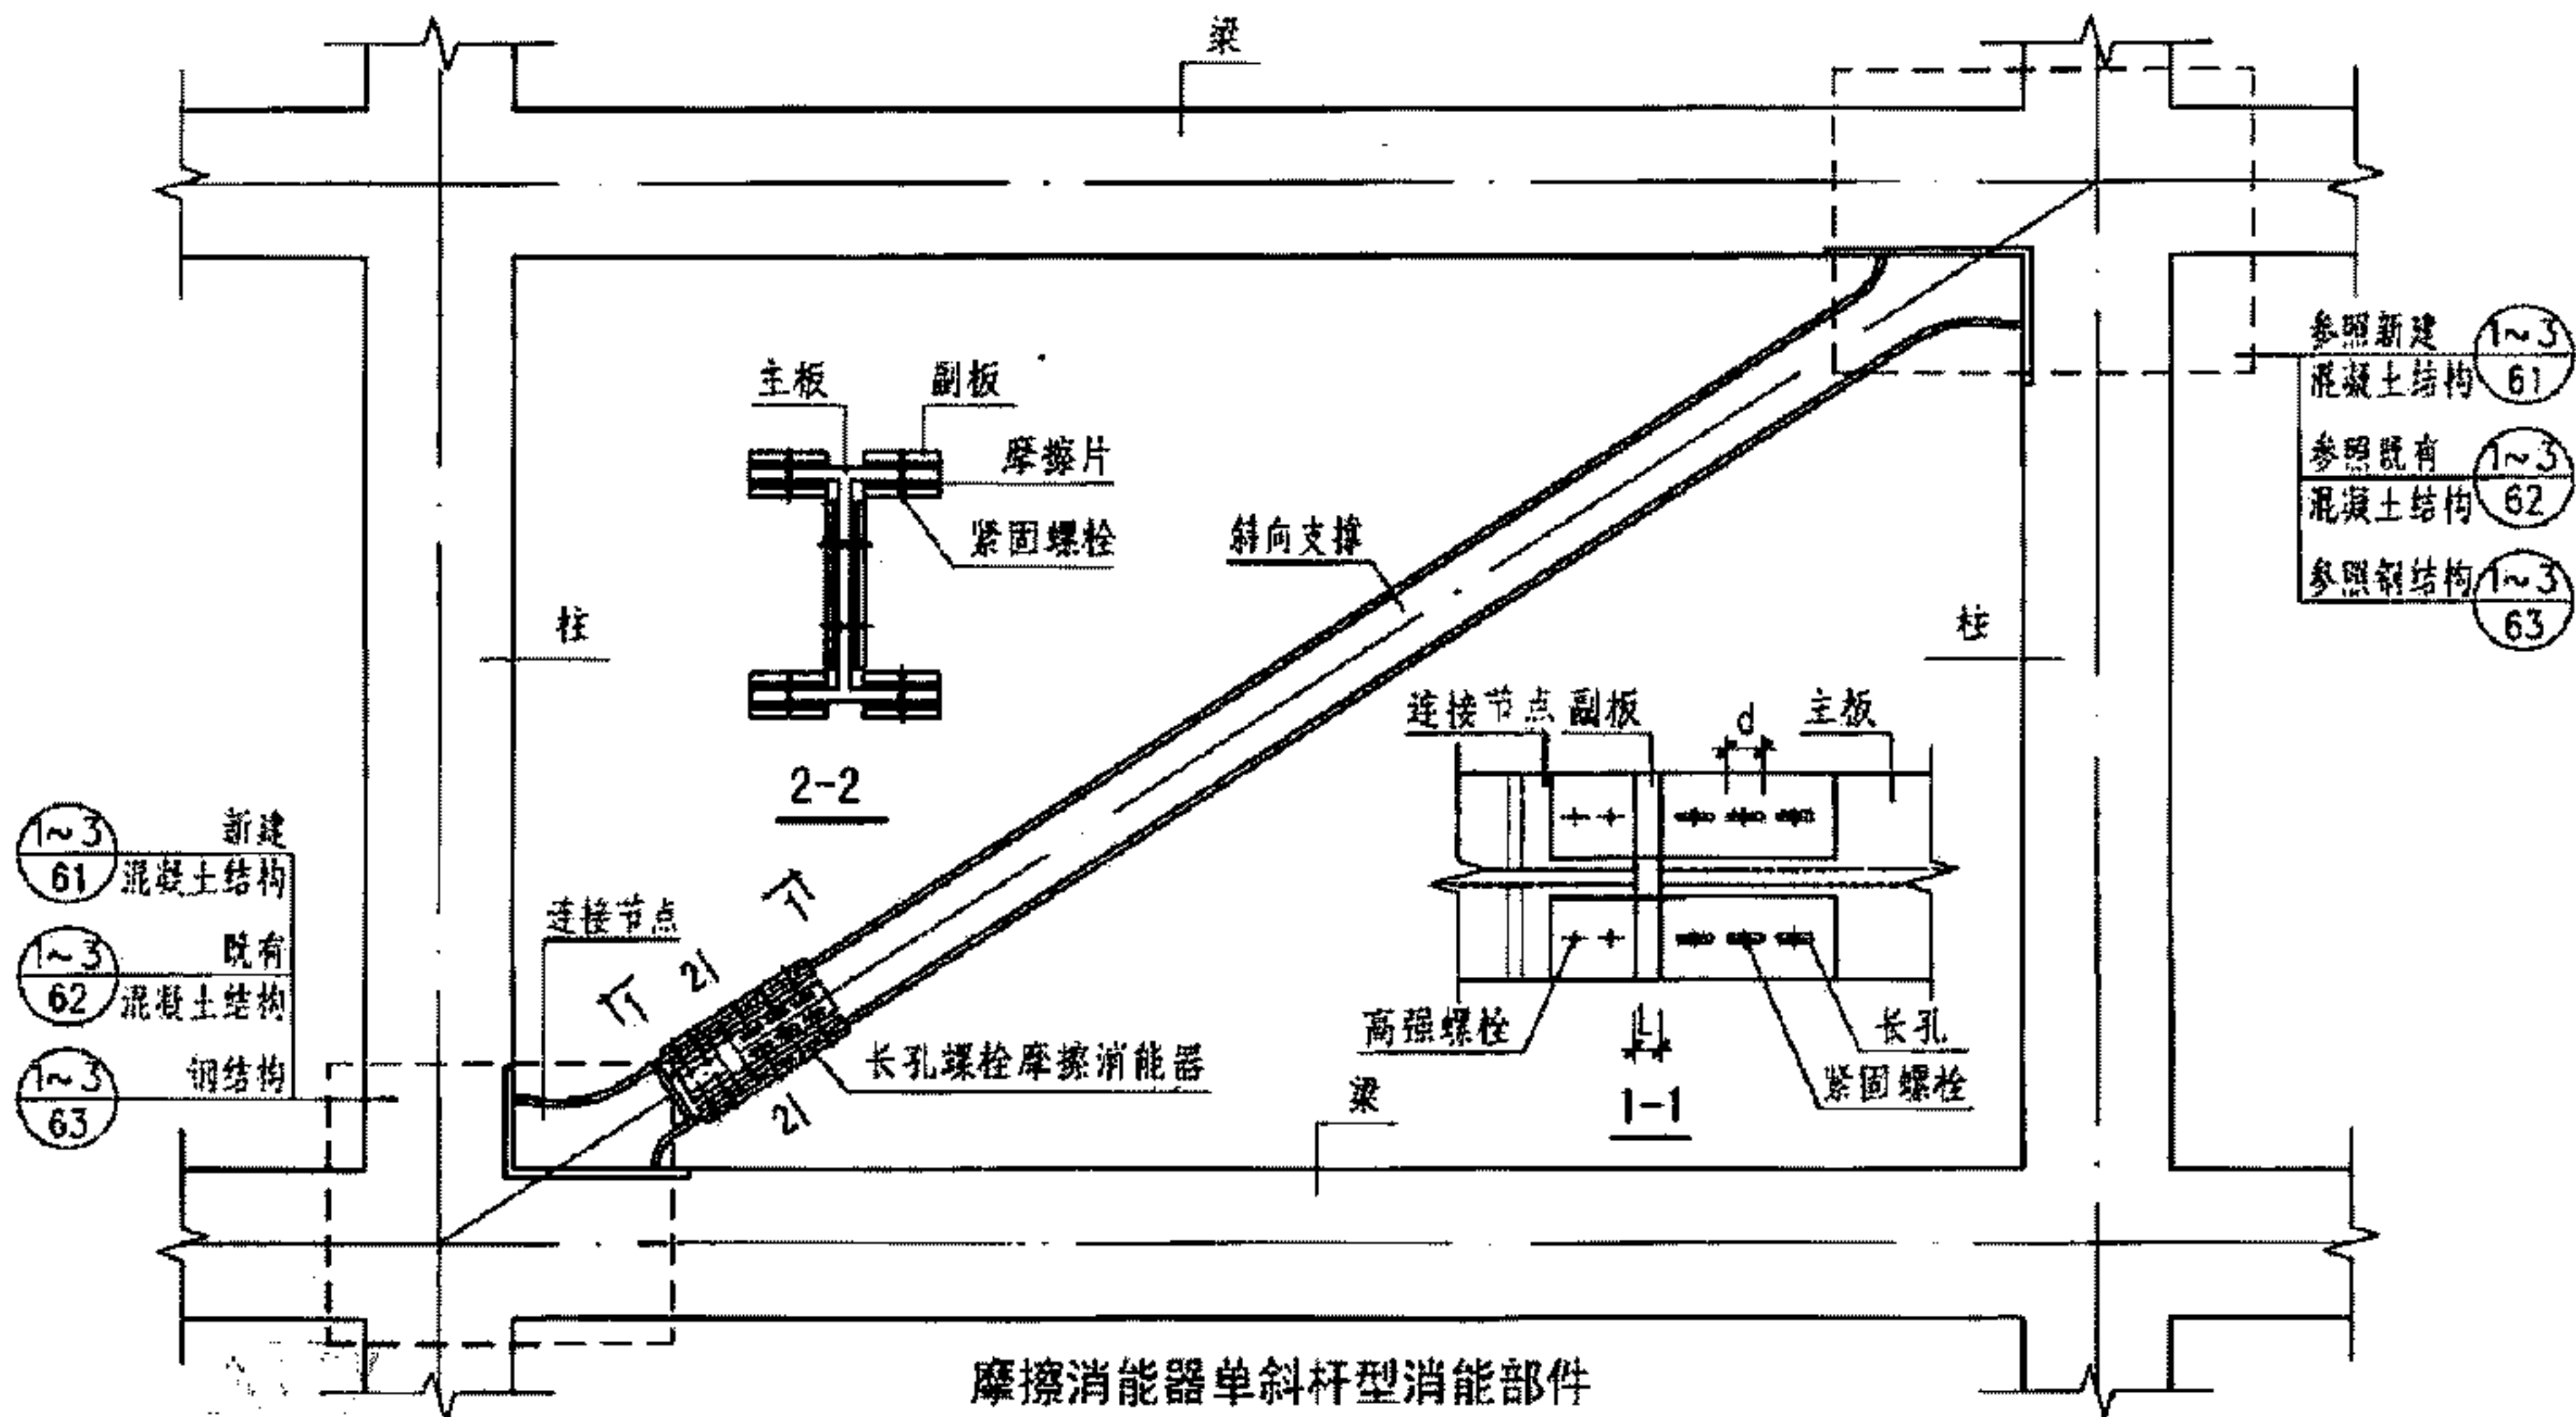 梁
参照新建
混凝土结构
1~3
61
参照既有
混凝土结构
1~3
62
参照钢结构
1~3
63
主板
副板
摩擦片
紧固螺栓
2-2
斜向支撑
柱
柱
连接节点
副板
d
主板
高强螺栓
L
长孔
紧固螺栓
1-1
新建
混凝土结构
1~3
61
既有
混凝土结构
1~3
62
钢结构
1~3
63
连接节点
1
1
2
2
长孔螺栓摩擦消能器
梁
摩擦消能器单斜杆型消能部件